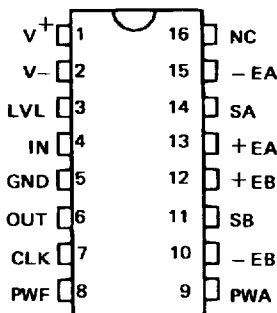 V+ 1 16 NC
V- 2 15 -EA
LVL 3 14 SA
IN 4 13 +EA
GND 5 12 +EB
OUT 6 11 SB
CLK 7 10 -EB
PWF 8 9 PWA